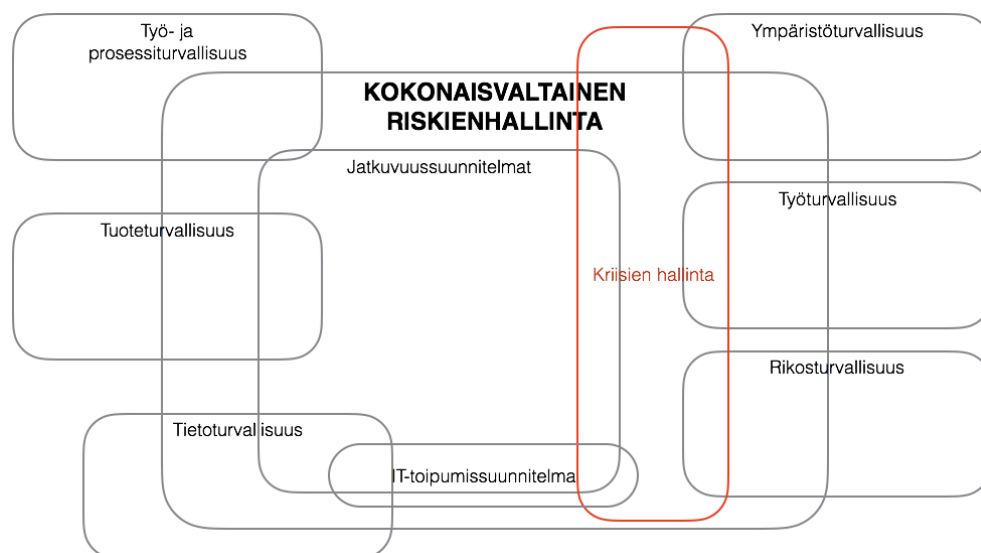 Työ- ja
prosessiturvallisuus
Ympäristöturvallisuus
KOKONAISVALTAINEN
RISKIENHALLINTA
Jatkuvuussuunnitelmat
Työturvallisuus
Tuoteturvallisuus
Kriisien hallinta
Rikosturvallisuus
Tietoturvallisuus
IT-toipumissuunnitelma